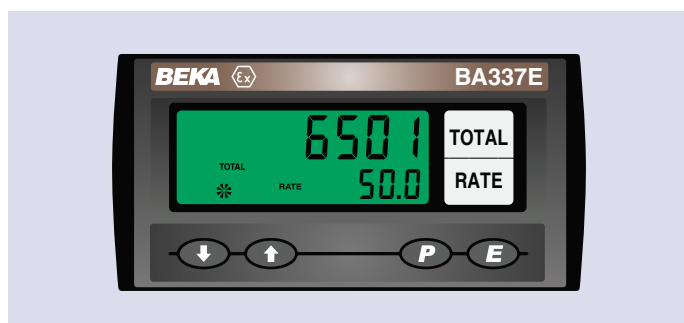 BEKA Ex BA337E
6501 TOTAL
TOTAL
RATE 50.0 RATE
P E